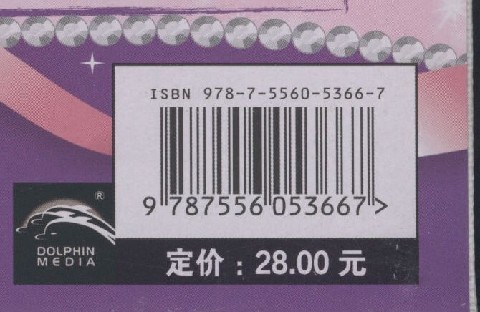 ISBN 978-7-5560-5366-7
9 787556 053667 >
®
DOLPHIN
MEDIA
定价：28.00 元